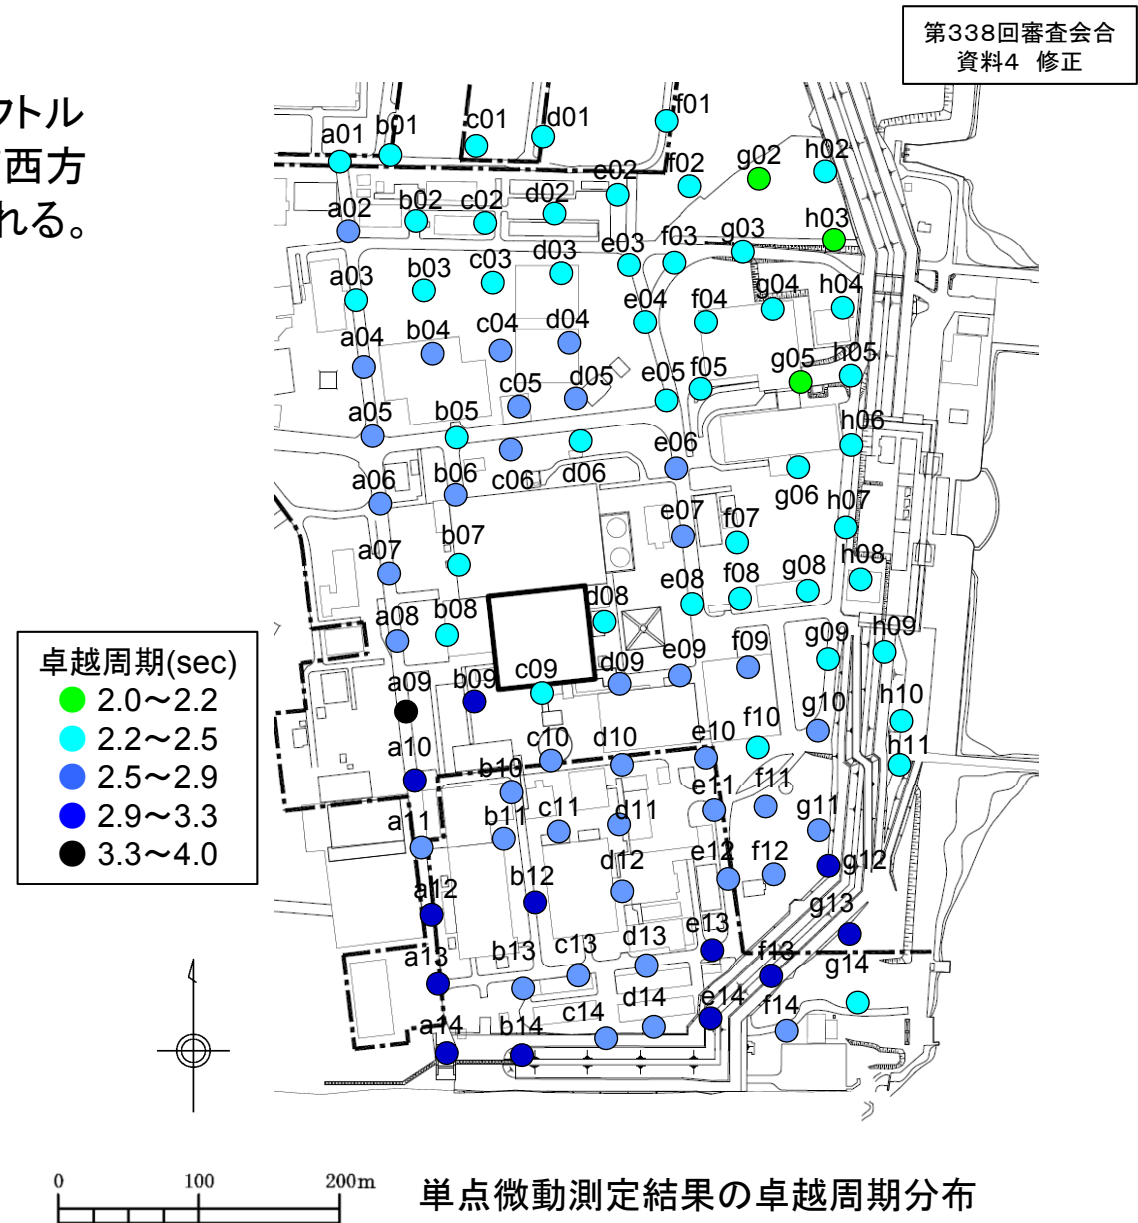 第338回審査会合
資料4 修正
クトル
西方
れる。
a01 b01 c01 d01 f01
a02 b02 c02 d02 e02 f02 g02 h02
a03 b03 c03 d03 e03 f03 g03 h03
a04 b04 c04 d04 e04 f04 g04 h04
a05 b05 c05 d05 e05 f05 g05 h05
a06 b06 c06 d06 e06 g06 h06
a07 b07 e07 f07 h07
a08 b08 d08 e08 f08 g08 h08
a09 b09 c09 d09 e09 f09 g09 h09
a10 b10 c10 d10 e10 f10 g10 h10
a11 b11 c11 d11 e11 f11 g11 h11
a12 b12 d12 e12 f12 g12
a13 b13 c13 d13 e13 f13 g13
a14 b14 c14 d14 e14 f14 g14
卓越周期(sec)
2.0～2.2
2.2～2.5
2.5～2.9
2.9～3.3
3.3～4.0
0 100 200m
単点微動測定結果の卓越周期分布